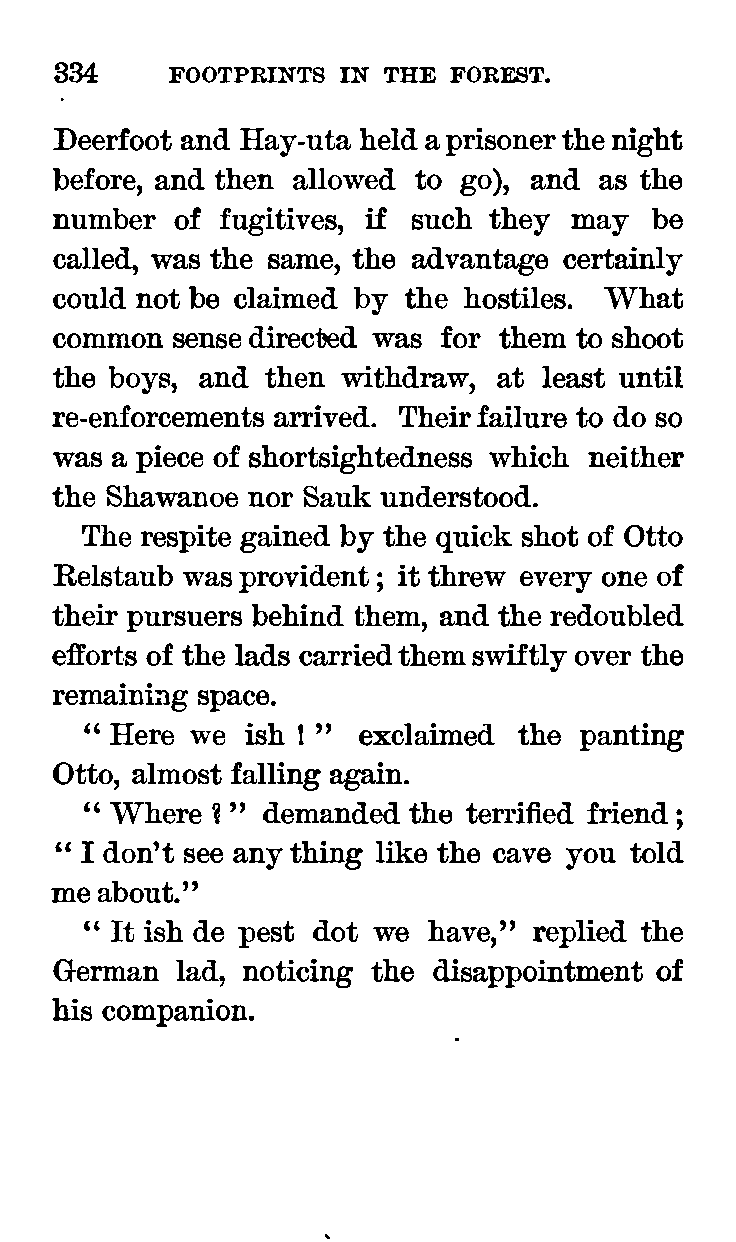 334 FOOTPRINTS IN THE FOREST.
Deerfoot and Hay-uta held a prisoner the night
before, and then allowed to go), and as the
number of fugitives, if such they may be
called, was the same, the advantage certainly
could not be claimed by the hostiles. What
common sense directed was for them to shoot
the boys, and then withdraw, at least until
re-enforcements arrived. Their failure to do so
was a piece of shortsightedness which neither
the Shawanoe nor Sauk understood.
The respite gained by the quick shot of Otto
Relstaub was provident; it threw every one of
their pursuers behind them, and the redoubled
efforts of the lads carried them swiftly over the
remaining space.
"Here we ish!" exclaimed the panting
Otto, almost falling again.
"Where?" demanded the terrified friend;
"I don't see any thing like the cave you told
me about."
"It ish de pest dot we have," replied the
German lad, noticing the disappointment of
his companion.